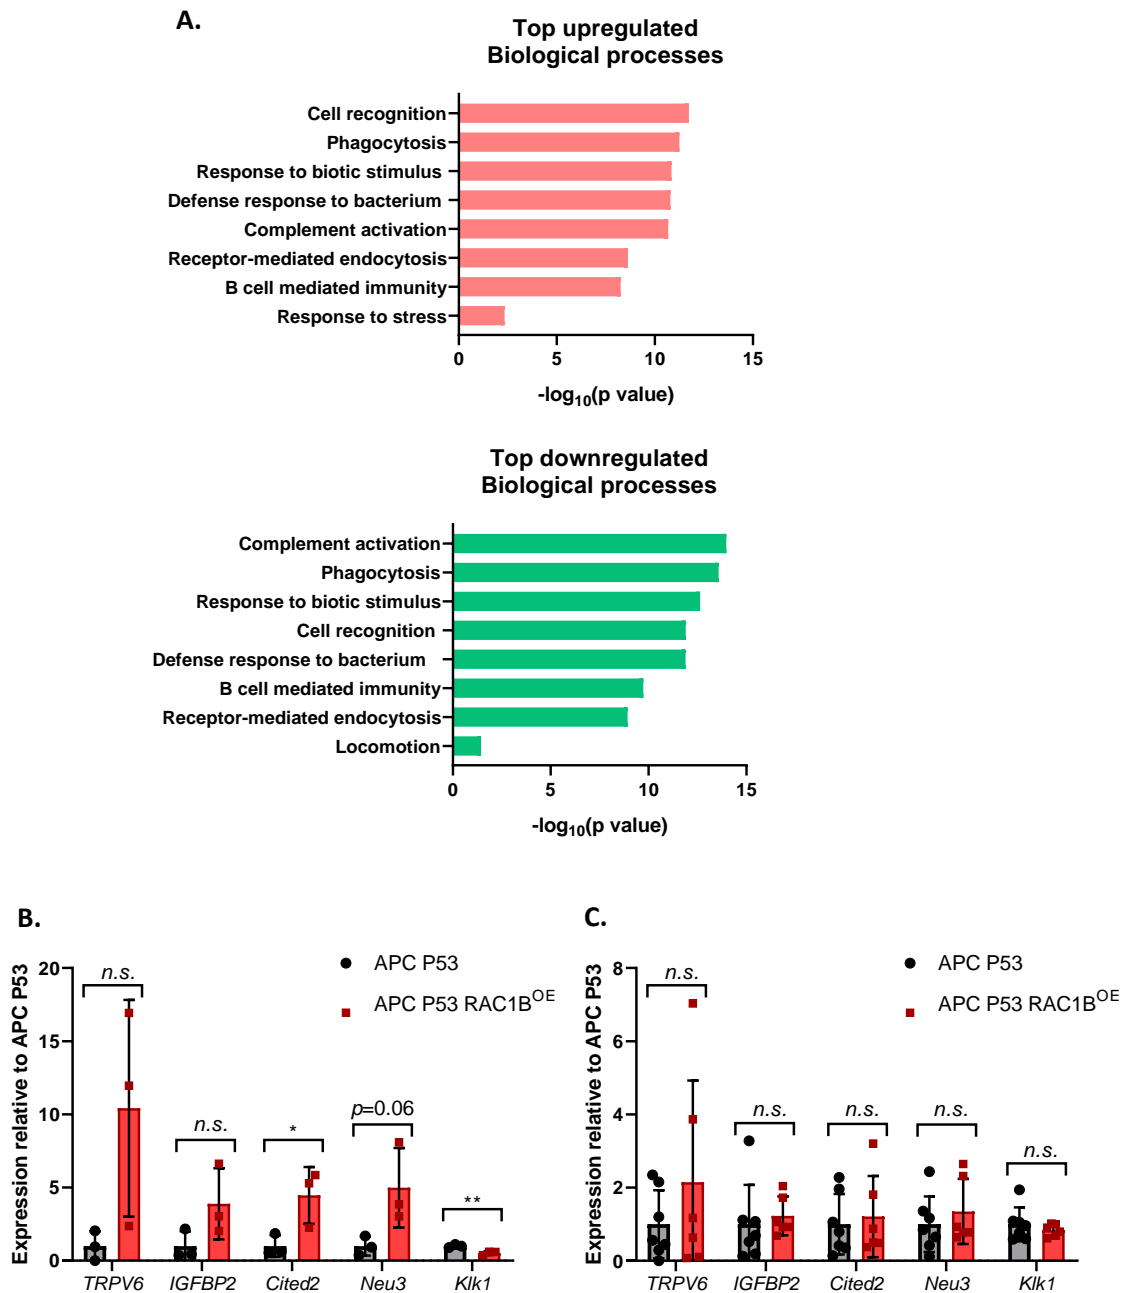 A.
Top upregulated
Biological processes
Cell recognition
Phagocytosis
Response to biotic stimulus
Defense response to bacterium
Complement activation
Receptor-mediated endocytosis
B cell mediated immunity
Response to stress
0 5 10 15
-log10(p value)
Top downregulated
Biological processes
Complement activation
Phagocytosis
Response to biotic stimulus
Cell recognition
Defense response to bacterium
B cell mediated immunity
Receptor-mediated endocytosis
Locomotion
0 5 10 15
-log10(p value)
B.
Expression relative to APC P53
20
15
10
5
0
APC P53
APC P53 RAC1B^OE
n.s.
n.s.
*
p=0.06
**
TRPV6 IGFBP2 Cited2 Neu3 Klk1
C.
Expression relative to APC P53
8
6
4
2
0
APC P53
APC P53 RAC1B^OE
n.s.
n.s.
n.s.
n.s.
n.s.
TRPV6 IGFBP2 Cited2 Neu3 Klk1